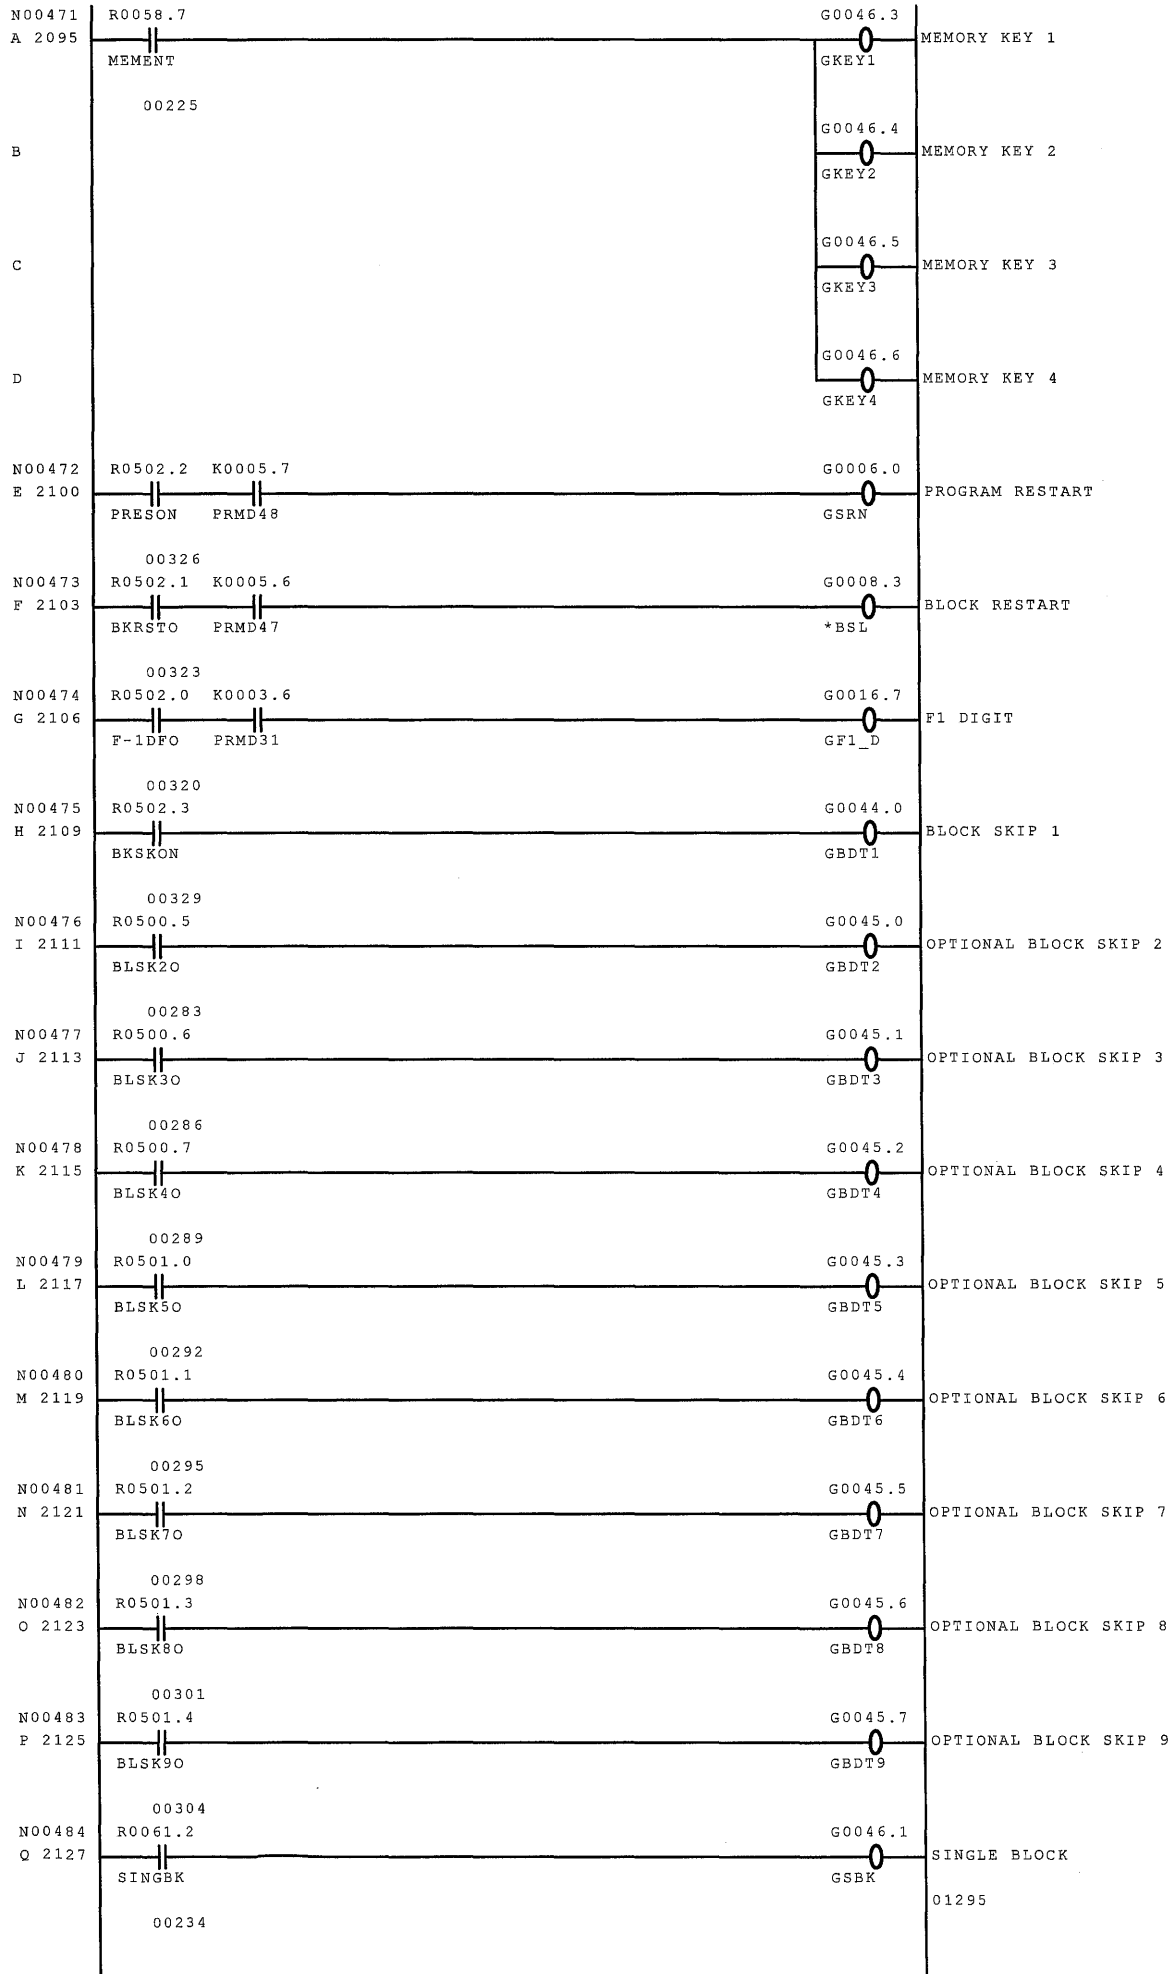 N00471 R0058.7 G0046.3
A 2095 MEMORY KEY 1
MEMENT GKEY1
00225
G0046.4
B MEMORY KEY 2
GKEY2
G0046.5
C MEMORY KEY 3
GKEY3
G0046.6
D MEMORY KEY 4
GKEY4
N00472 R0502.2 K0005.7 G0006.0
E 2100 PROGRAM RESTART
PRESON PRMD48 GSRN
00326
N00473 R0502.1 K0005.6 G0008.3
F 2103 BLOCK RESTART
BKRSTO PRMD47 *BSL
00323
N00474 R0502.0 K0003.6 G0016.7
G 2106 F1 DIGIT
F-1DFO PRMD31 GF1_D
00320
N00475 R0502.3 G0044.0
H 2109 BLOCK SKIP 1
BKSKON GBDT1
00329
N00476 R0500.5 G0045.0
I 2111 OPTIONAL BLOCK SKIP 2
BLSK2O GBDT2
00283
N00477 R0500.6 G0045.1
J 2113 OPTIONAL BLOCK SKIP 3
BLSK3O GBDT3
00286
N00478 R0500.7 G0045.2
K 2115 OPTIONAL BLOCK SKIP 4
BLSK4O GBDT4
00289
N00479 R0501.0 G0045.3
L 2117 OPTIONAL BLOCK SKIP 5
BLSK5O GBDT5
00292
N00480 R0501.1 G0045.4
M 2119 OPTIONAL BLOCK SKIP 6
BLSK6O GBDT6
00295
N00481 R0501.2 G0045.5
N 2121 OPTIONAL BLOCK SKIP 7
BLSK7O GBDT7
00298
N00482 R0501.3 G0045.6
O 2123 OPTIONAL BLOCK SKIP 8
BLSK8O GBDT8
00301
N00483 R0501.4 G0045.7
P 2125 OPTIONAL BLOCK SKIP 9
BLSK9O GBDT9
00304
N00484 R0061.2 G0046.1
Q 2127 SINGLE BLOCK
SINGBK GSBK
01295
00234